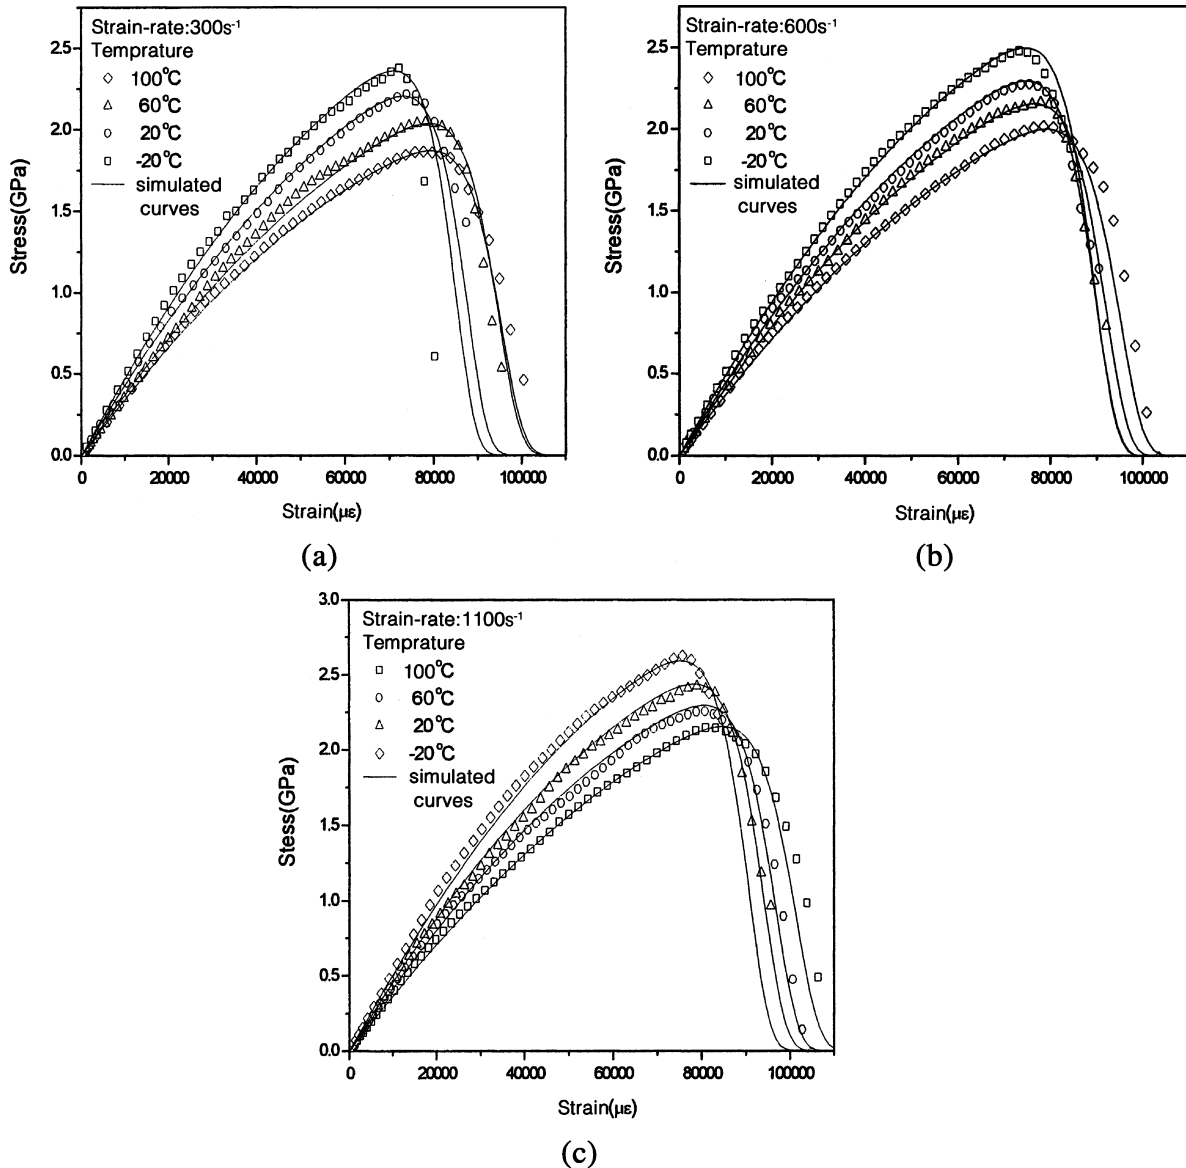 Strain-rate:300s⁻¹
Temprature
100°C
60°C
20°C
-20°C
simulated
curves
2.5
2.0
1.5
1.0
0.5
0.0
Stress(GPa)
0 20000 40000 60000 80000 100000
Strain(με)
(a)
Strain-rate:600s⁻¹
Temprature
100°C
60°C
20°C
-20°C
simulated
curves
2.5
2.0
1.5
1.0
0.5
0.0
Stress(GPa)
0 20000 40000 60000 80000 100000
Strain(με)
(b)
Strain-rate:1100s⁻¹
Temprature
100°C
60°C
20°C
-20°C
simulated
curves
3.0
2.5
2.0
1.5
1.0
0.5
0.0
Stess(GPa)
0 20000 40000 60000 80000 100000
Strain(με)
(c)